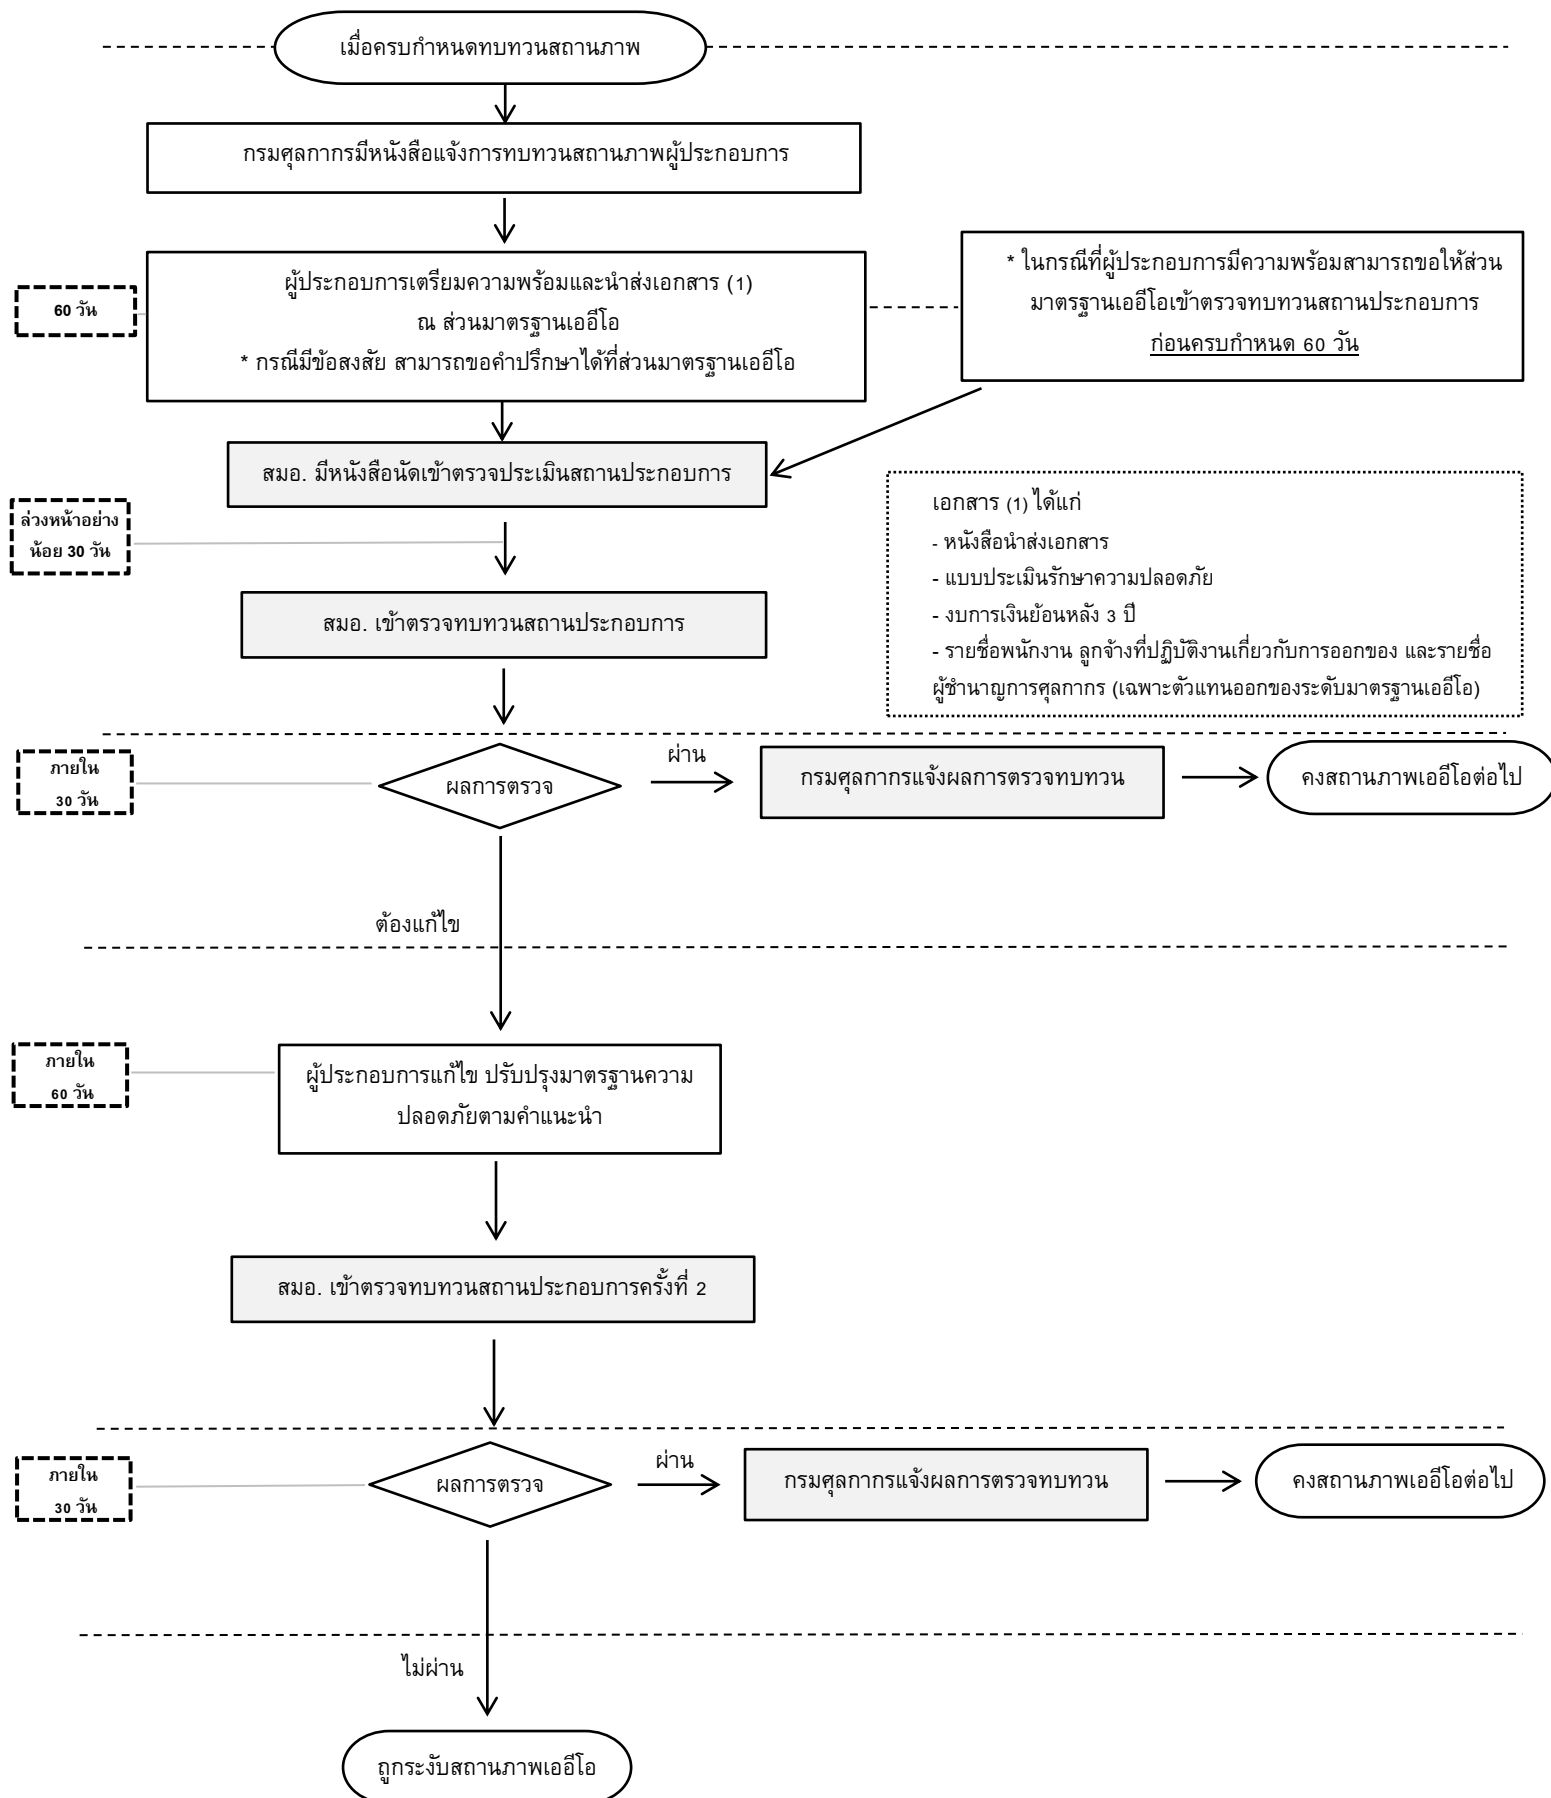 เมื่อครบกำหนดทบทวนสถานภาพ
กรมศุลกากรมีหนังสือแจ้งการทบทวนสถานภาพผู้ประกอบการ
60 วัน
ผู้ประกอบการเตรียมความพร้อมและนำส่งเอกสาร (1)
ณ ส่วนมาตรฐานเออีโอ
* กรณีมีข้อสงสัย สามารถขอคำปรึกษาได้ที่ส่วนมาตรฐานเออีโอ
* ในกรณีที่ผู้ประกอบการมีความพร้อมสามารถขอให้ส่วน
มาตรฐานเออีโอเข้าตรวจทบทวนสถานประกอบการ
ก่อนครบกำหนด 60 วัน
สมอ. มีหนังสือนัดเข้าตรวจประเมินสถานประกอบการ
ล่วงหน้าอย่าง
น้อย 30 วัน
เอกสาร (1) ได้แก่
- หนังสือนำส่งเอกสาร
- แบบประเมินรักษาความปลอดภัย
- งบการเงินย้อนหลัง 3 ปี
- รายชื่อพนักงาน ลูกจ้างที่ปฏิบัติงานเกี่ยวกับการออกของ และรายชื่อ
ผู้ชำนาญการศุลกากร (เฉพาะตัวแทนออกของระดับมาตรฐานเออีโอ)
สมอ. เข้าตรวจทบทวนสถานประกอบการ
ภายใน
30 วัน
ผลการตรวจ
ผ่าน
กรมศุลกากรแจ้งผลการตรวจทบทวน
คงสถานภาพเออีโอต่อไป
ต้องแก้ไข
ภายใน
60 วัน
ผู้ประกอบการแก้ไข ปรับปรุงมาตรฐานความ
ปลอดภัยตามคำแนะนำ
สมอ. เข้าตรวจทบทวนสถานประกอบการครั้งที่ 2
ภายใน
30 วัน
ผลการตรวจ
ผ่าน
กรมศุลกากรแจ้งผลการตรวจทบทวน
คงสถานภาพเออีโอต่อไป
ไม่ผ่าน
ถูกระงับสถานภาพเออีโอ